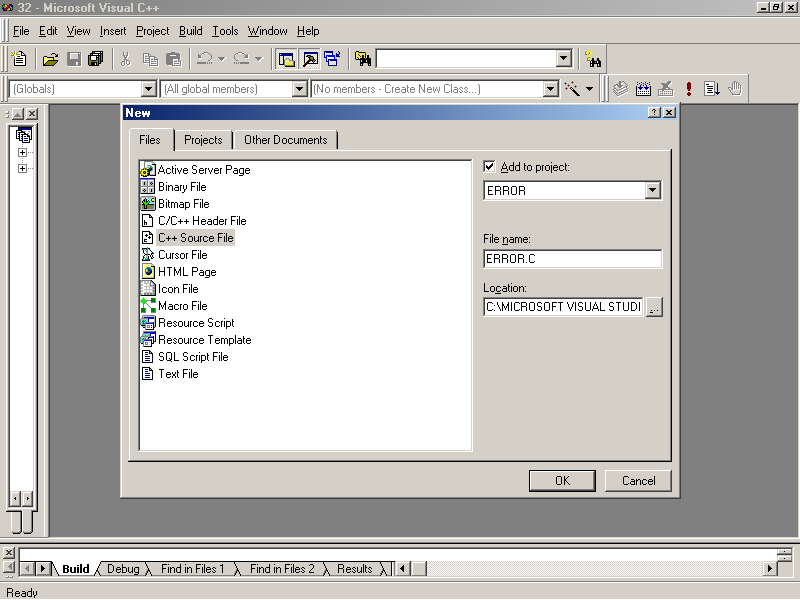 32 - Microsoft Visual C++
File Edit View Insert Project Build Tools Window Help
(Globals) (All global members) (No members - Create New Class...)
New
Files Projects Other Documents
Active Server Page
Binary File
Bitmap File
C/C++ Header File
C++ Source File
Cursor File
HTML Page
Icon File
Macro File
Resource Script
Resource Template
SQL Script File
Text File
Add to project:
ERROR
File name:
ERROR.C
Location:
C:\MICROSOFT VISUAL STUDI
...
OK Cancel
Build Debug Find in Files 1 Find in Files 2 Results
Ready